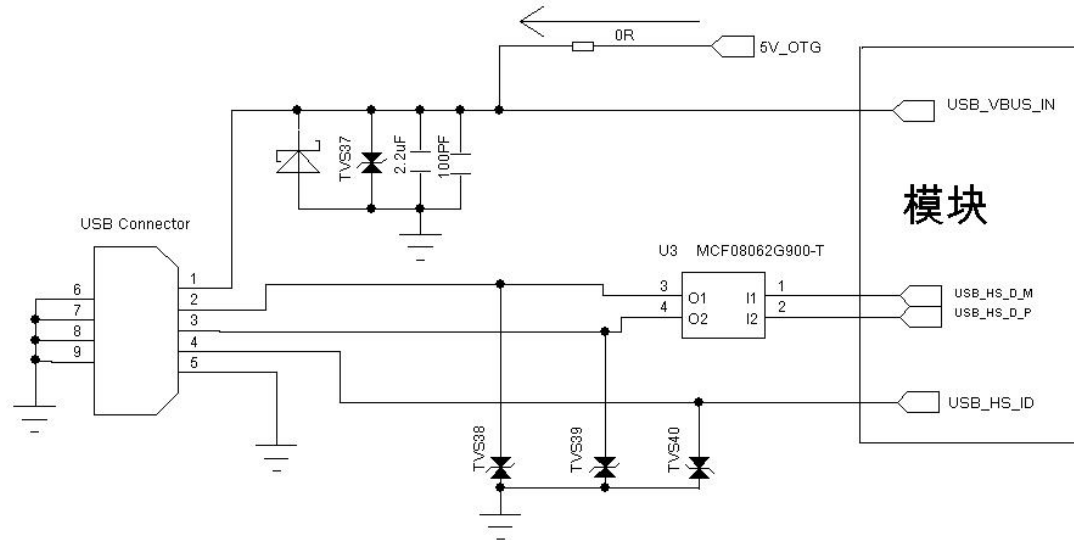 0R
5V_OTG
USB_VBUS_IN
TVS37
2.2uF
100PF
模块
USB Connector
1
2
3
4
5
6
7
8
9
U3 MCF08062G900-T
3 O1 I1 1
4 O2 I2 2
USB_HS_D_M
USB_HS_D_P
USB_HS_ID
TVS38
TVS39
TVS40